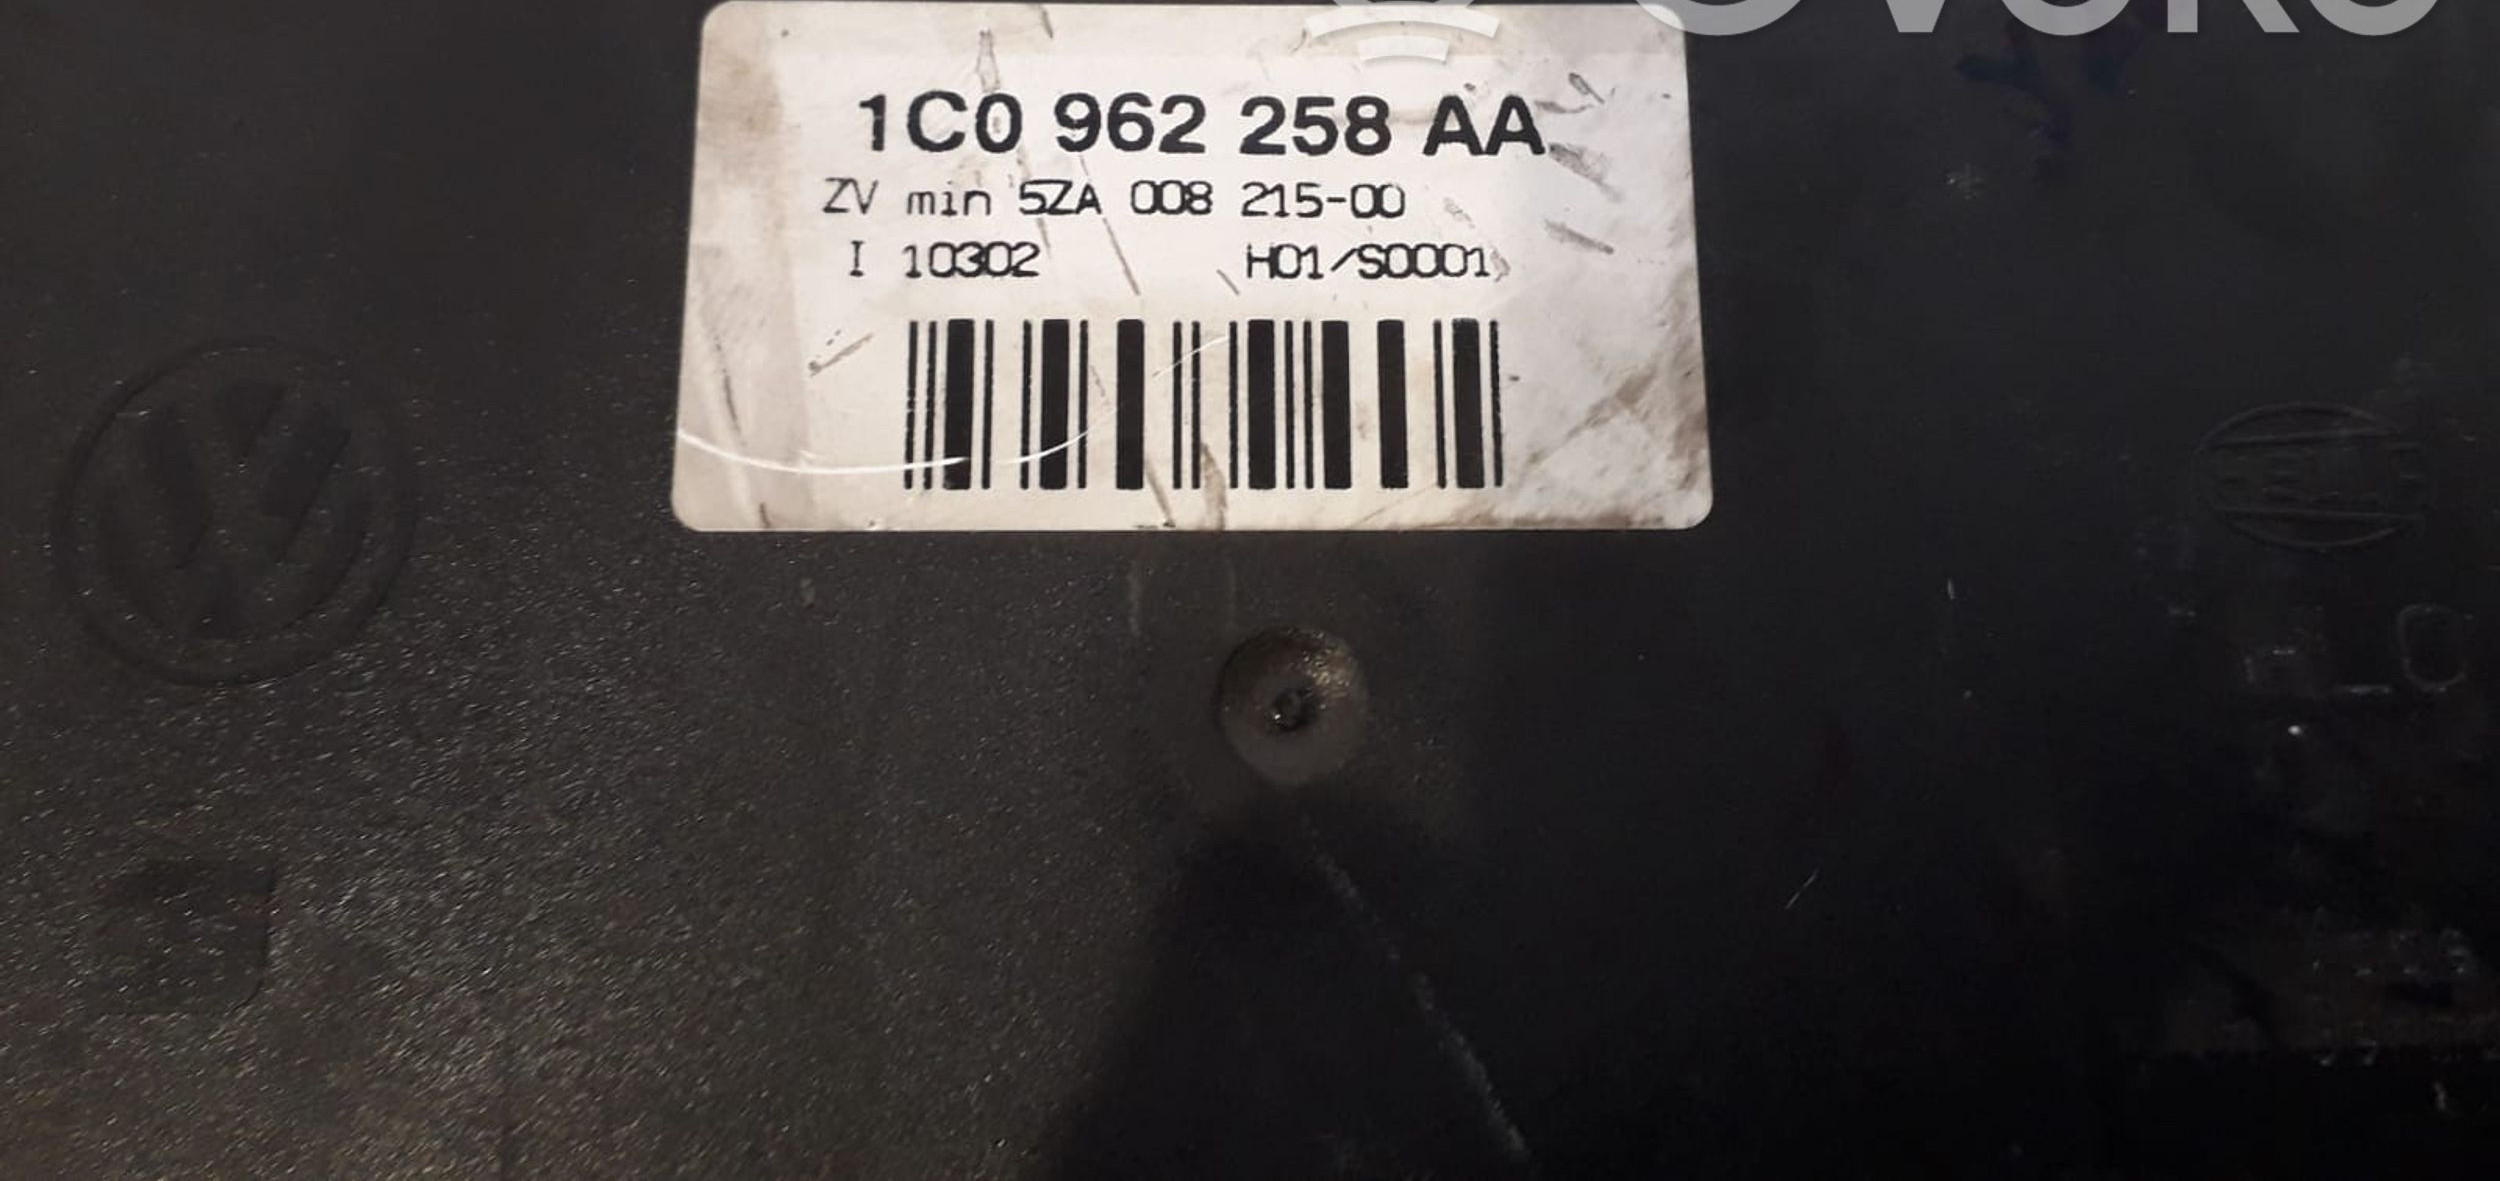 1C0 962 258 AA
ZV min 5ZA 008 215-00
I 10302 H01/S0001